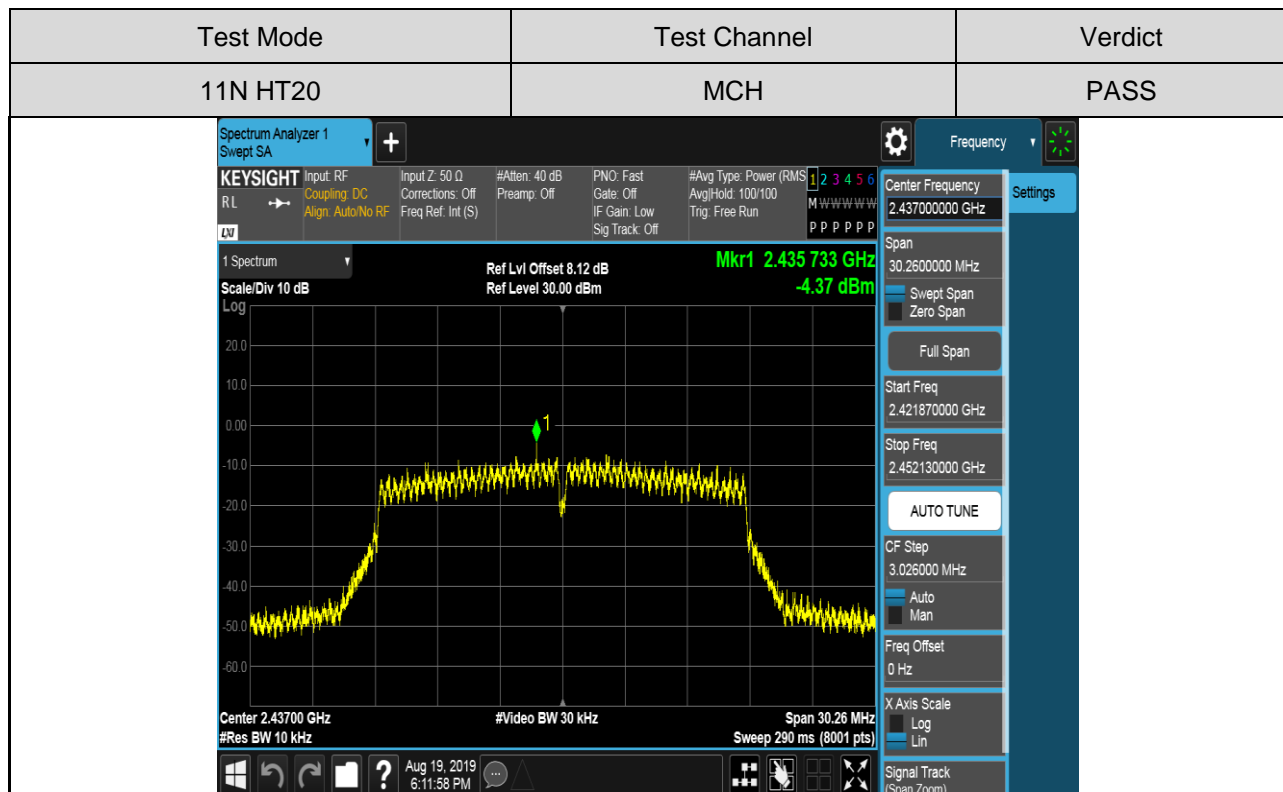 Test Mode Test Channel Verdict
11N HT20 MCH PASS
Spectrum Analyzer 1
Swept SA
+
Frequency
KEYSIGHT
RL
LXI
Input: RF
Coupling: DC
Align: Auto/No RF
Input Z: 50 Ω
Corrections: Off
Freq Ref: Int (S)
#Atten: 40 dB
Preamp: Off
PNO: Fast
Gate: Off
IF Gain: Low
Sig Track: Off
#Avg Type: Power (RMS
Avg|Hold: 100/100
Trig: Free Run
1 2 3 4 5 6
M W W W W W
P P P P P P
1 Spectrum
Scale/Div 10 dB
Ref Lvl Offset 8.12 dB
Ref Level 30.00 dBm
Mkr1 2.435 733 GHz
-4.37 dBm
Log
20.0
10.0
0.00
-10.0
-20.0
-30.0
-40.0
-50.0
-60.0
1
Center 2.43700 GHz
#Res BW 10 kHz
#Video BW 30 kHz
Span 30.26 MHz
Sweep 290 ms (8001 pts)
Aug 19, 2019
6:11:58 PM
?
Center Frequency
2.437000000 GHz
Settings
Span
30.2600000 MHz
Swept Span
Zero Span
Full Span
Start Freq
2.421870000 GHz
Stop Freq
2.452130000 GHz
AUTO TUNE
CF Step
3.026000 MHz
Auto
Man
Freq Offset
0 Hz
X Axis Scale
Log
Lin
Signal Track
(Span Zoom)